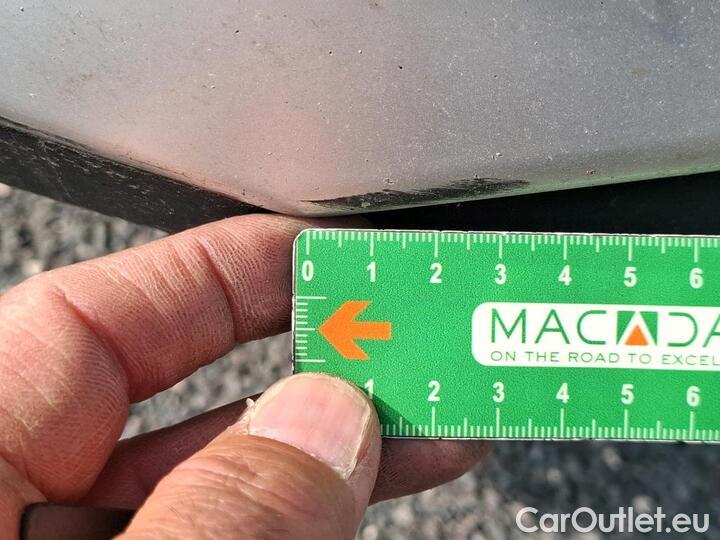 0 1 2 3 4 5 6
MACADA
ON THE ROAD TO EXCEL
1 2 3 4 5 6
CarOutlet.eu